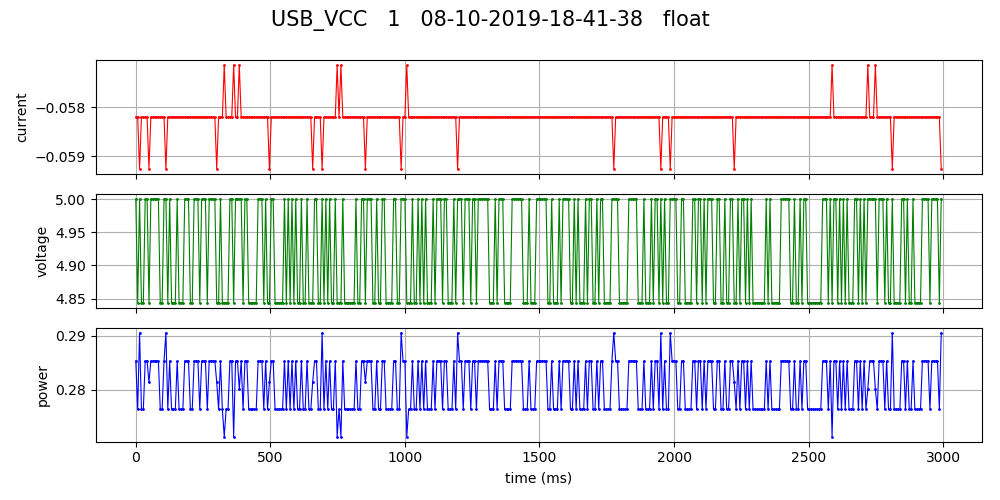 USB_VCC   1   08-10-2019-18-41-38   float
current
−0.058
−0.059
voltage
5.00
4.95
4.90
4.85
power
0.29
0.28
0 500 1000 1500 2000 2500 3000
time (ms)